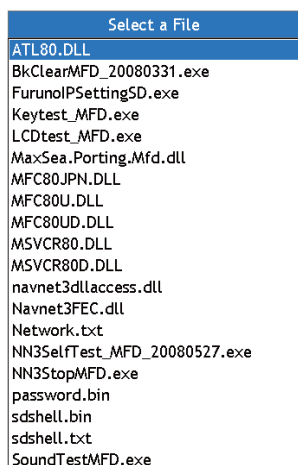 Select a File
ATL80.DLL
BkClearMFD_20080331.exe
FurunoIPSettingSD.exe
Keytest_MFD.exe
LCDtest_MFD.exe
MaxSea.Porting.Mfd.dll
MFC80JPN.DLL
MFC80U.DLL
MFC80UD.DLL
MSVCR80.DLL
MSVCR80D.DLL
navnet3dllaccess.dll
Navnet3FEC.dll
Network.txt
NN3SelfTest_MFD_20080527.exe
NN3StopMFD.exe
password.bin
sdshell.bin
sdshell.txt
SoundTestMFD.exe